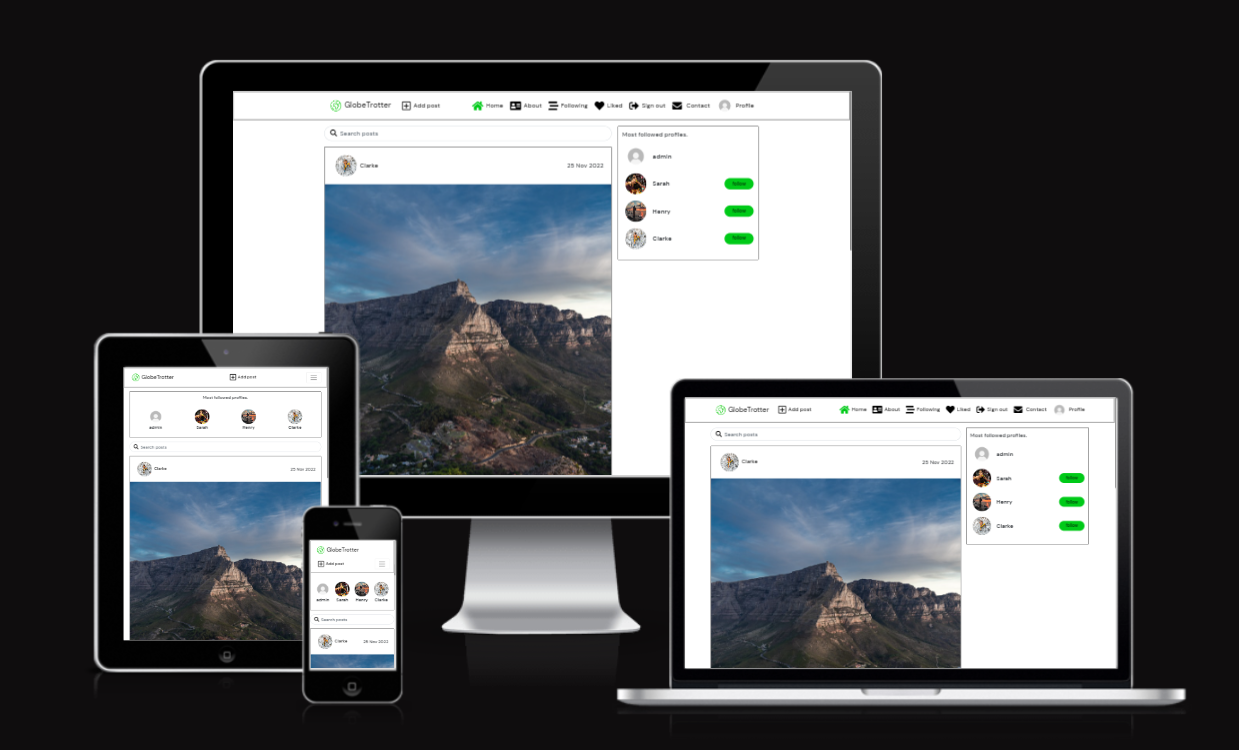 GlobeTrotter Add post Home About Following Liked Sign out Contact Profile
Search posts
Clarke 25 Nov 2022
Most followed profiles.
admin
Sarah follow
Henry follow
Clarke follow
GlobeTrotter Add post
Most followed profiles.
admin Sarah Henry Clarke
Search posts
Clarke 25 Nov 2022
GlobeTrotter
Add post
admin Sarah Henry Clarke
Search posts
Clarke 25 Nov 2022
GlobeTrotter Add post Home About Following Liked Sign out Contact Profile
Search posts
Clarke 25 Nov 2022
Most followed profiles.
admin
Sarah follow
Henry follow
Clarke follow